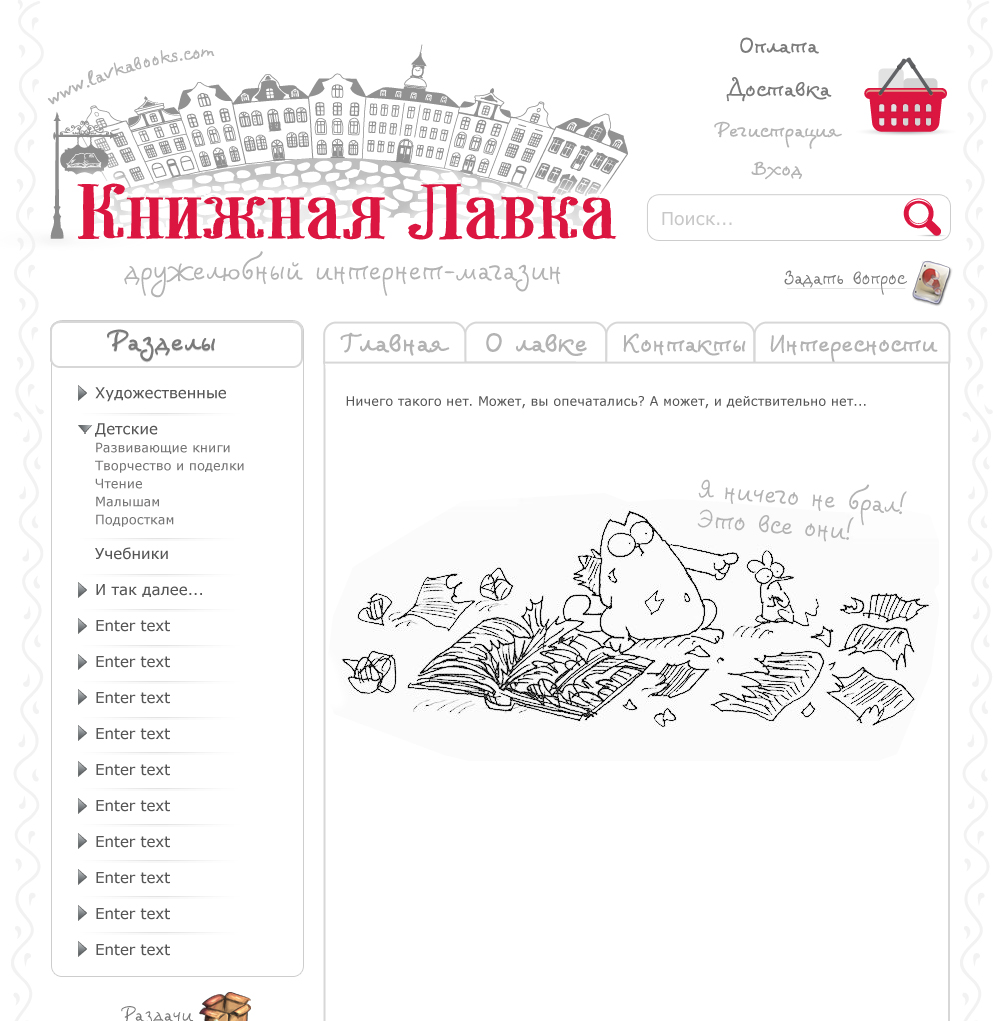 www.lavkabooks.com
Книжная Лавка
дружелюбный интернет-магазин
Оплата
Доставка
Регистрация
Вход
Поиск...
Задать вопрос
Разделы
Художественные
Детские
Развивающие книги
Творчество и поделки
Чтение
Малышам
Подросткам
Учебники
И так далее...
Enter text
Enter text
Enter text
Enter text
Enter text
Enter text
Enter text
Enter text
Enter text
Enter text
Раздачи
Главная
О лавке
Контакты
Интересности
Ничего такого нет. Может, вы опечатались? А может, и действительно нет...
Я ничего не брал!
Это все они!